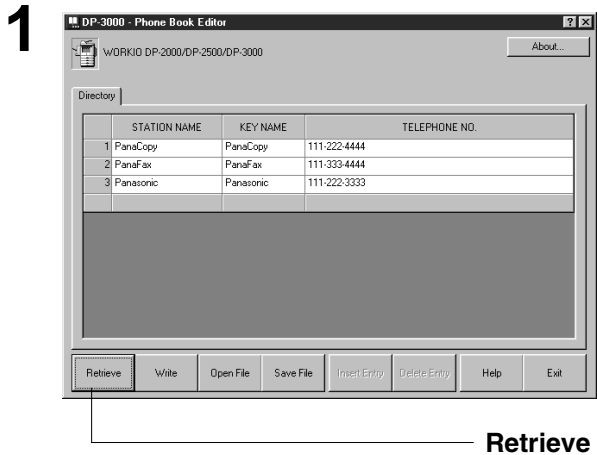 1
DP-3000 - Phone Book Editor
WORKIO DP-2000/DP-2500/DP-3000
About...
Directory
STATION NAME KEY NAME TELEPHONE NO.
1 PanaCopy PanaCopy 111-222-4444
2 PanaFax PanaFax 111-333-4444
3 Panasonic Panasonic 111-222-3333
Retrieve Write Open File Save File Insert Entry Delete Entry Help Exit
Retrieve